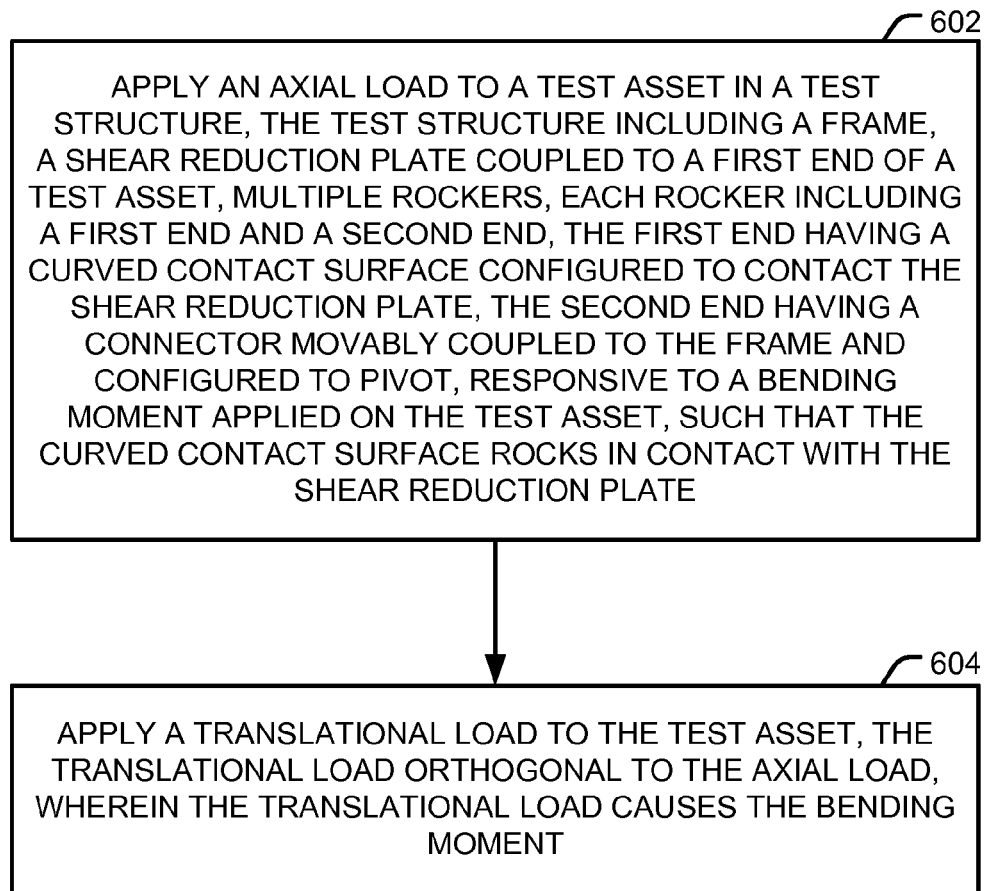 602
APPLY AN AXIAL LOAD TO A TEST ASSET IN A TEST
STRUCTURE, THE TEST STRUCTURE INCLUDING A FRAME,
A SHEAR REDUCTION PLATE COUPLED TO A FIRST END OF A
TEST ASSET, MULTIPLE ROCKERS, EACH ROCKER INCLUDING
A FIRST END AND A SECOND END, THE FIRST END HAVING A
CURVED CONTACT SURFACE CONFIGURED TO CONTACT THE
SHEAR REDUCTION PLATE, THE SECOND END HAVING A
CONNECTOR MOVABLY COUPLED TO THE FRAME AND
CONFIGURED TO PIVOT, RESPONSIVE TO A BENDING
MOMENT APPLIED ON THE TEST ASSET, SUCH THAT THE
CURVED CONTACT SURFACE ROCKS IN CONTACT WITH THE
SHEAR REDUCTION PLATE
604
APPLY A TRANSLATIONAL LOAD TO THE TEST ASSET, THE
TRANSLATIONAL LOAD ORTHOGONAL TO THE AXIAL LOAD,
WHEREIN THE TRANSLATIONAL LOAD CAUSES THE BENDING
MOMENT